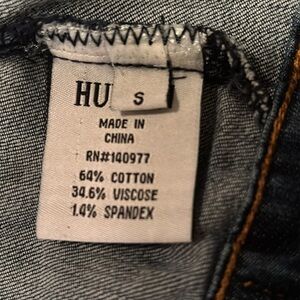 HU
S
MADE IN
CHINA
RN#140977
64% COTTON
34.6% VISCOSE
1.4% SPANDEX